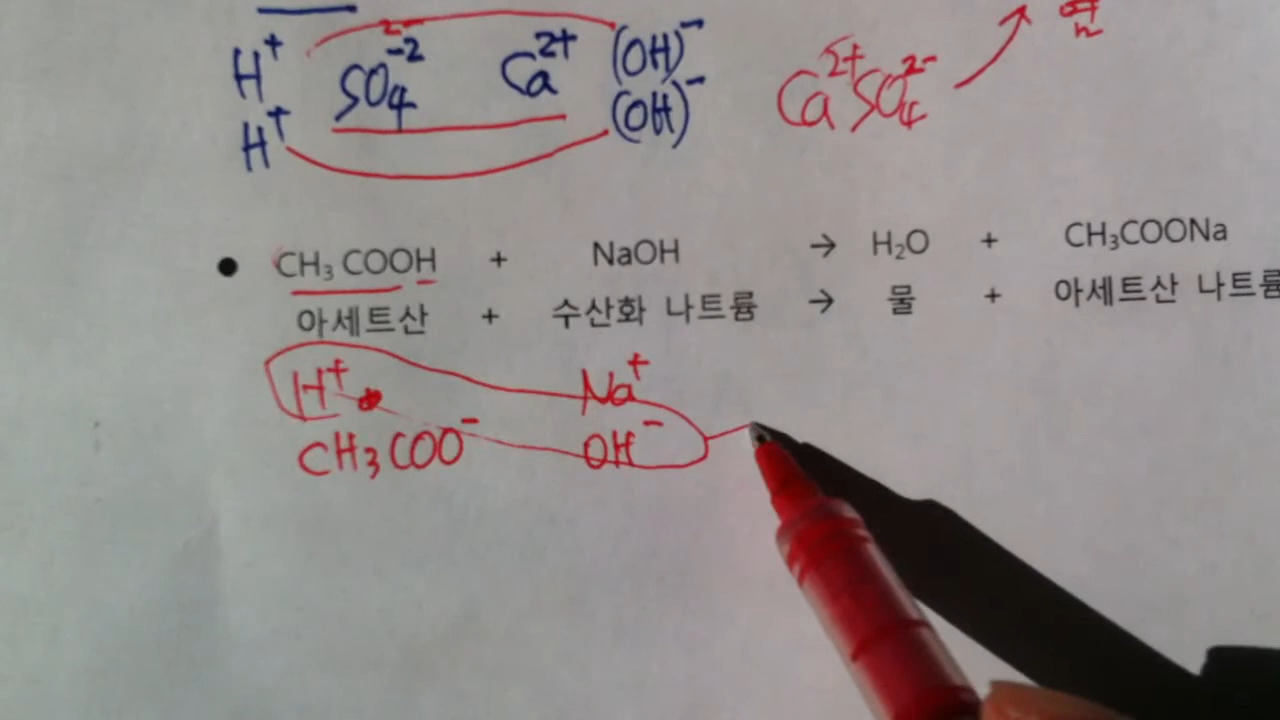 H⁺ SO₄⁻² 2- Ca²⁺ (OH)⁻ Ca²⁺SO₄²⁻
H⁺ (OH)⁻
● CH₃COOH + NaOH → H₂O + CH₃COONa
아세트산 + 수산화 나트륨 → 물 + 아세트산 나트륨
H⁺ Na⁺
CH₃COO⁻ OH⁻